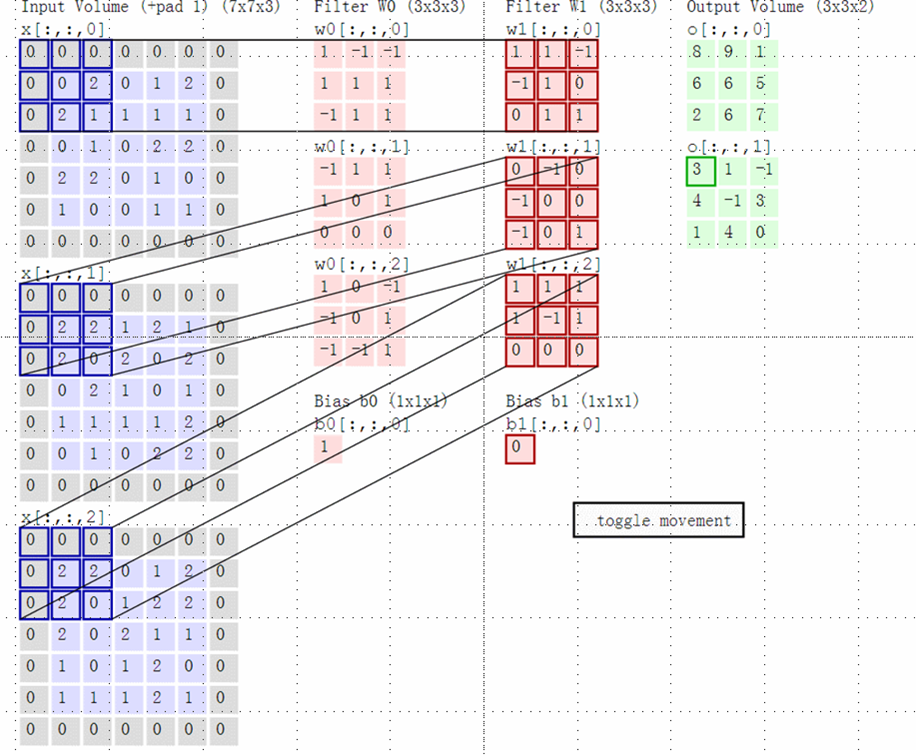 Input Volume (+pad 1) (7x7x3)
x[:,:,0]
0 0 0 0 0 0 0
0 0 2 0 1 2 0
0 2 1 1 1 1 0
0 0 1 0 2 2 0
0 2 2 0 1 0 0
0 1 0 0 1 1 0
0 0 0 0 0 0 0
x[:,:,1]
0 0 0 0 0 0 0
0 2 2 1 2 1 0
0 2 0 2 0 2 0
0 0 2 1 0 1 0
0 1 1 1 1 2 0
0 0 1 0 2 2 0
0 0 0 0 0 0 0
x[:,:,2]
0 0 0 0 0 0 0
0 2 2 0 1 2 0
0 2 0 1 2 2 0
0 2 0 2 1 1 0
0 1 0 1 2 0 0
0 1 1 1 2 1 0
0 0 0 0 0 0 0
Filter W0 (3x3x3)
w0[:,:,0]
1 -1 -1
1 1 1
-1 1 1
w0[:,:,1]
-1 1 1
1 0 1
0 0 0
w0[:,:,2]
1 0 -1
-1 0 1
-1 -1 1
Bias b0 (1x1x1)
b0[:,:,0]
1
Filter W1 (3x3x3)
w1[:,:,0]
1 1 -1
-1 1 0
0 1 1
w1[:,:,1]
0 -1 0
-1 0 0
-1 0 1
w1[:,:,2]
1 1 1
1 -1 1
0 0 0
Bias b1 (1x1x1)
b1[:,:,0]
0
Output Volume (3x3x2)
o[:,:,0]
8 9 1
6 6 5
2 6 7
o[:,:,1]
3 1 -1
4 -1 3
1 4 0
toggle movement